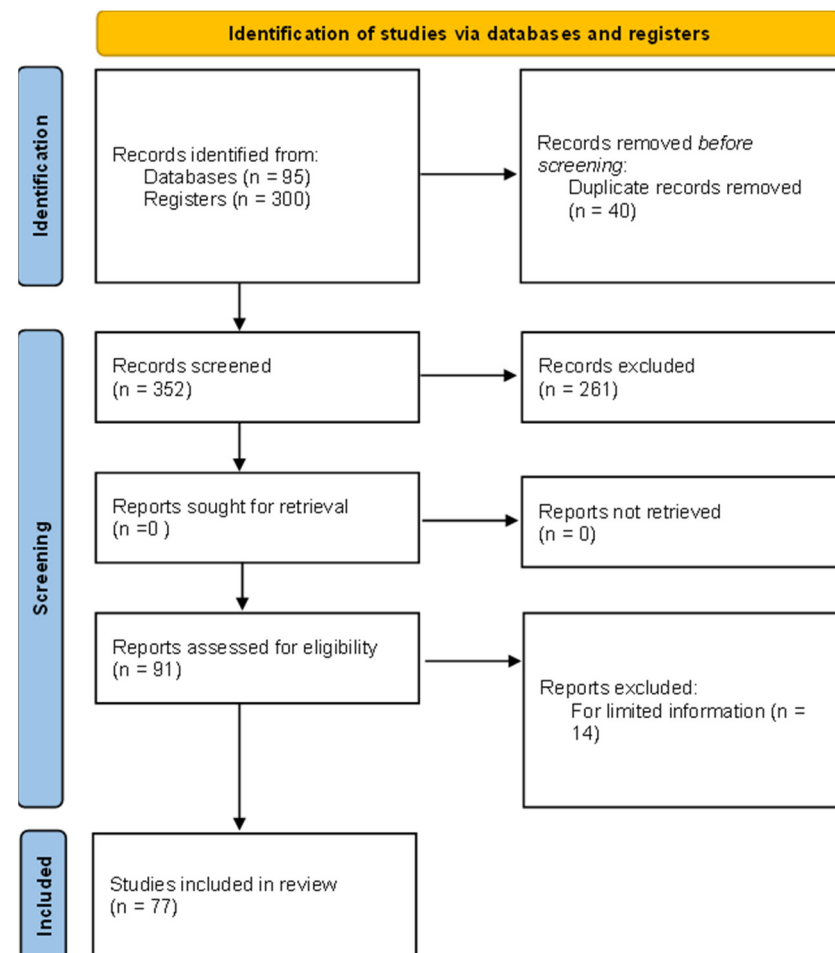 Identification of studies via databases and registers
Identification
Records identified from:
Databases (n = 95)
Registers (n = 300)
Records removed before
screening:
Duplicate records removed
(n = 40)
Screening
Records screened
(n = 352)
Records excluded
(n = 261)
Reports sought for retrieval
(n =0 )
Reports not retrieved
(n = 0)
Reports assessed for eligibility
(n = 91)
Reports excluded:
For limited information (n =
14)
Included
Studies included in review
(n = 77)